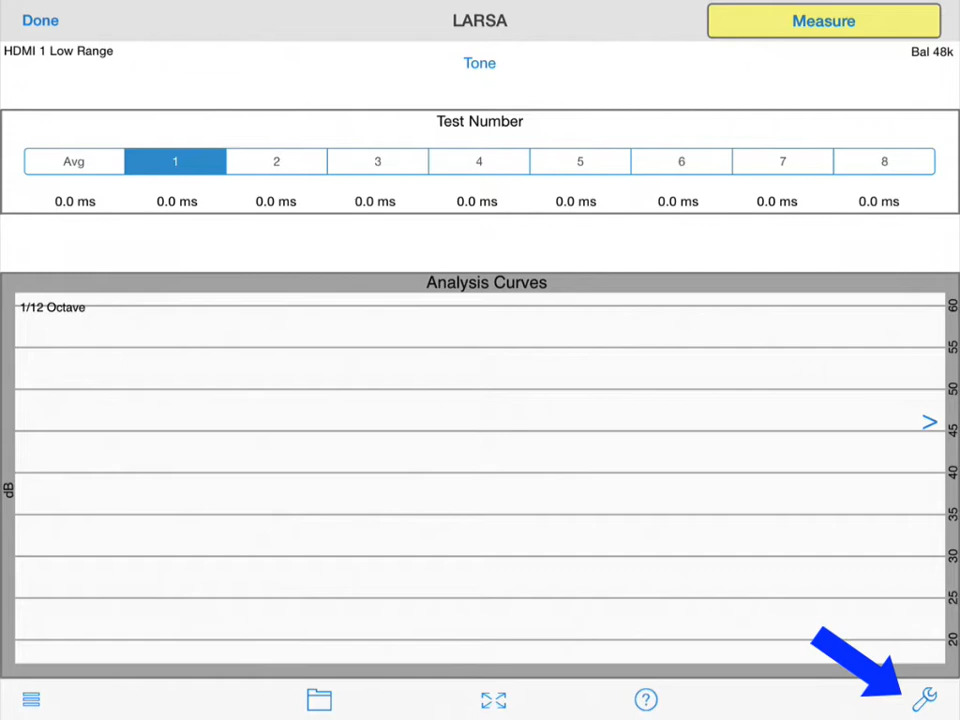 Done LARSA Measure
HDMI 1 Low Range Bal 48k
Tone
Test Number
Avg 1 2 3 4 5 6 7 8
0.0 ms 0.0 ms 0.0 ms 0.0 ms 0.0 ms 0.0 ms 0.0 ms 0.0 ms 0.0 ms
Analysis Curves
1/12 Octave
60
55
50
>
45
40
dB
35
30
25
20
?